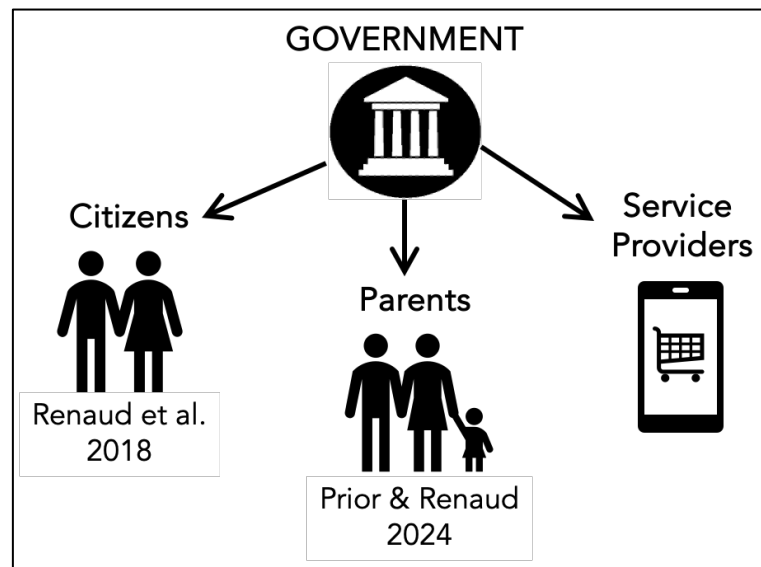 GOVERNMENT
Citizens
Renaud et al.
2018
Parents
Prior & Renaud
2024
Service
Providers